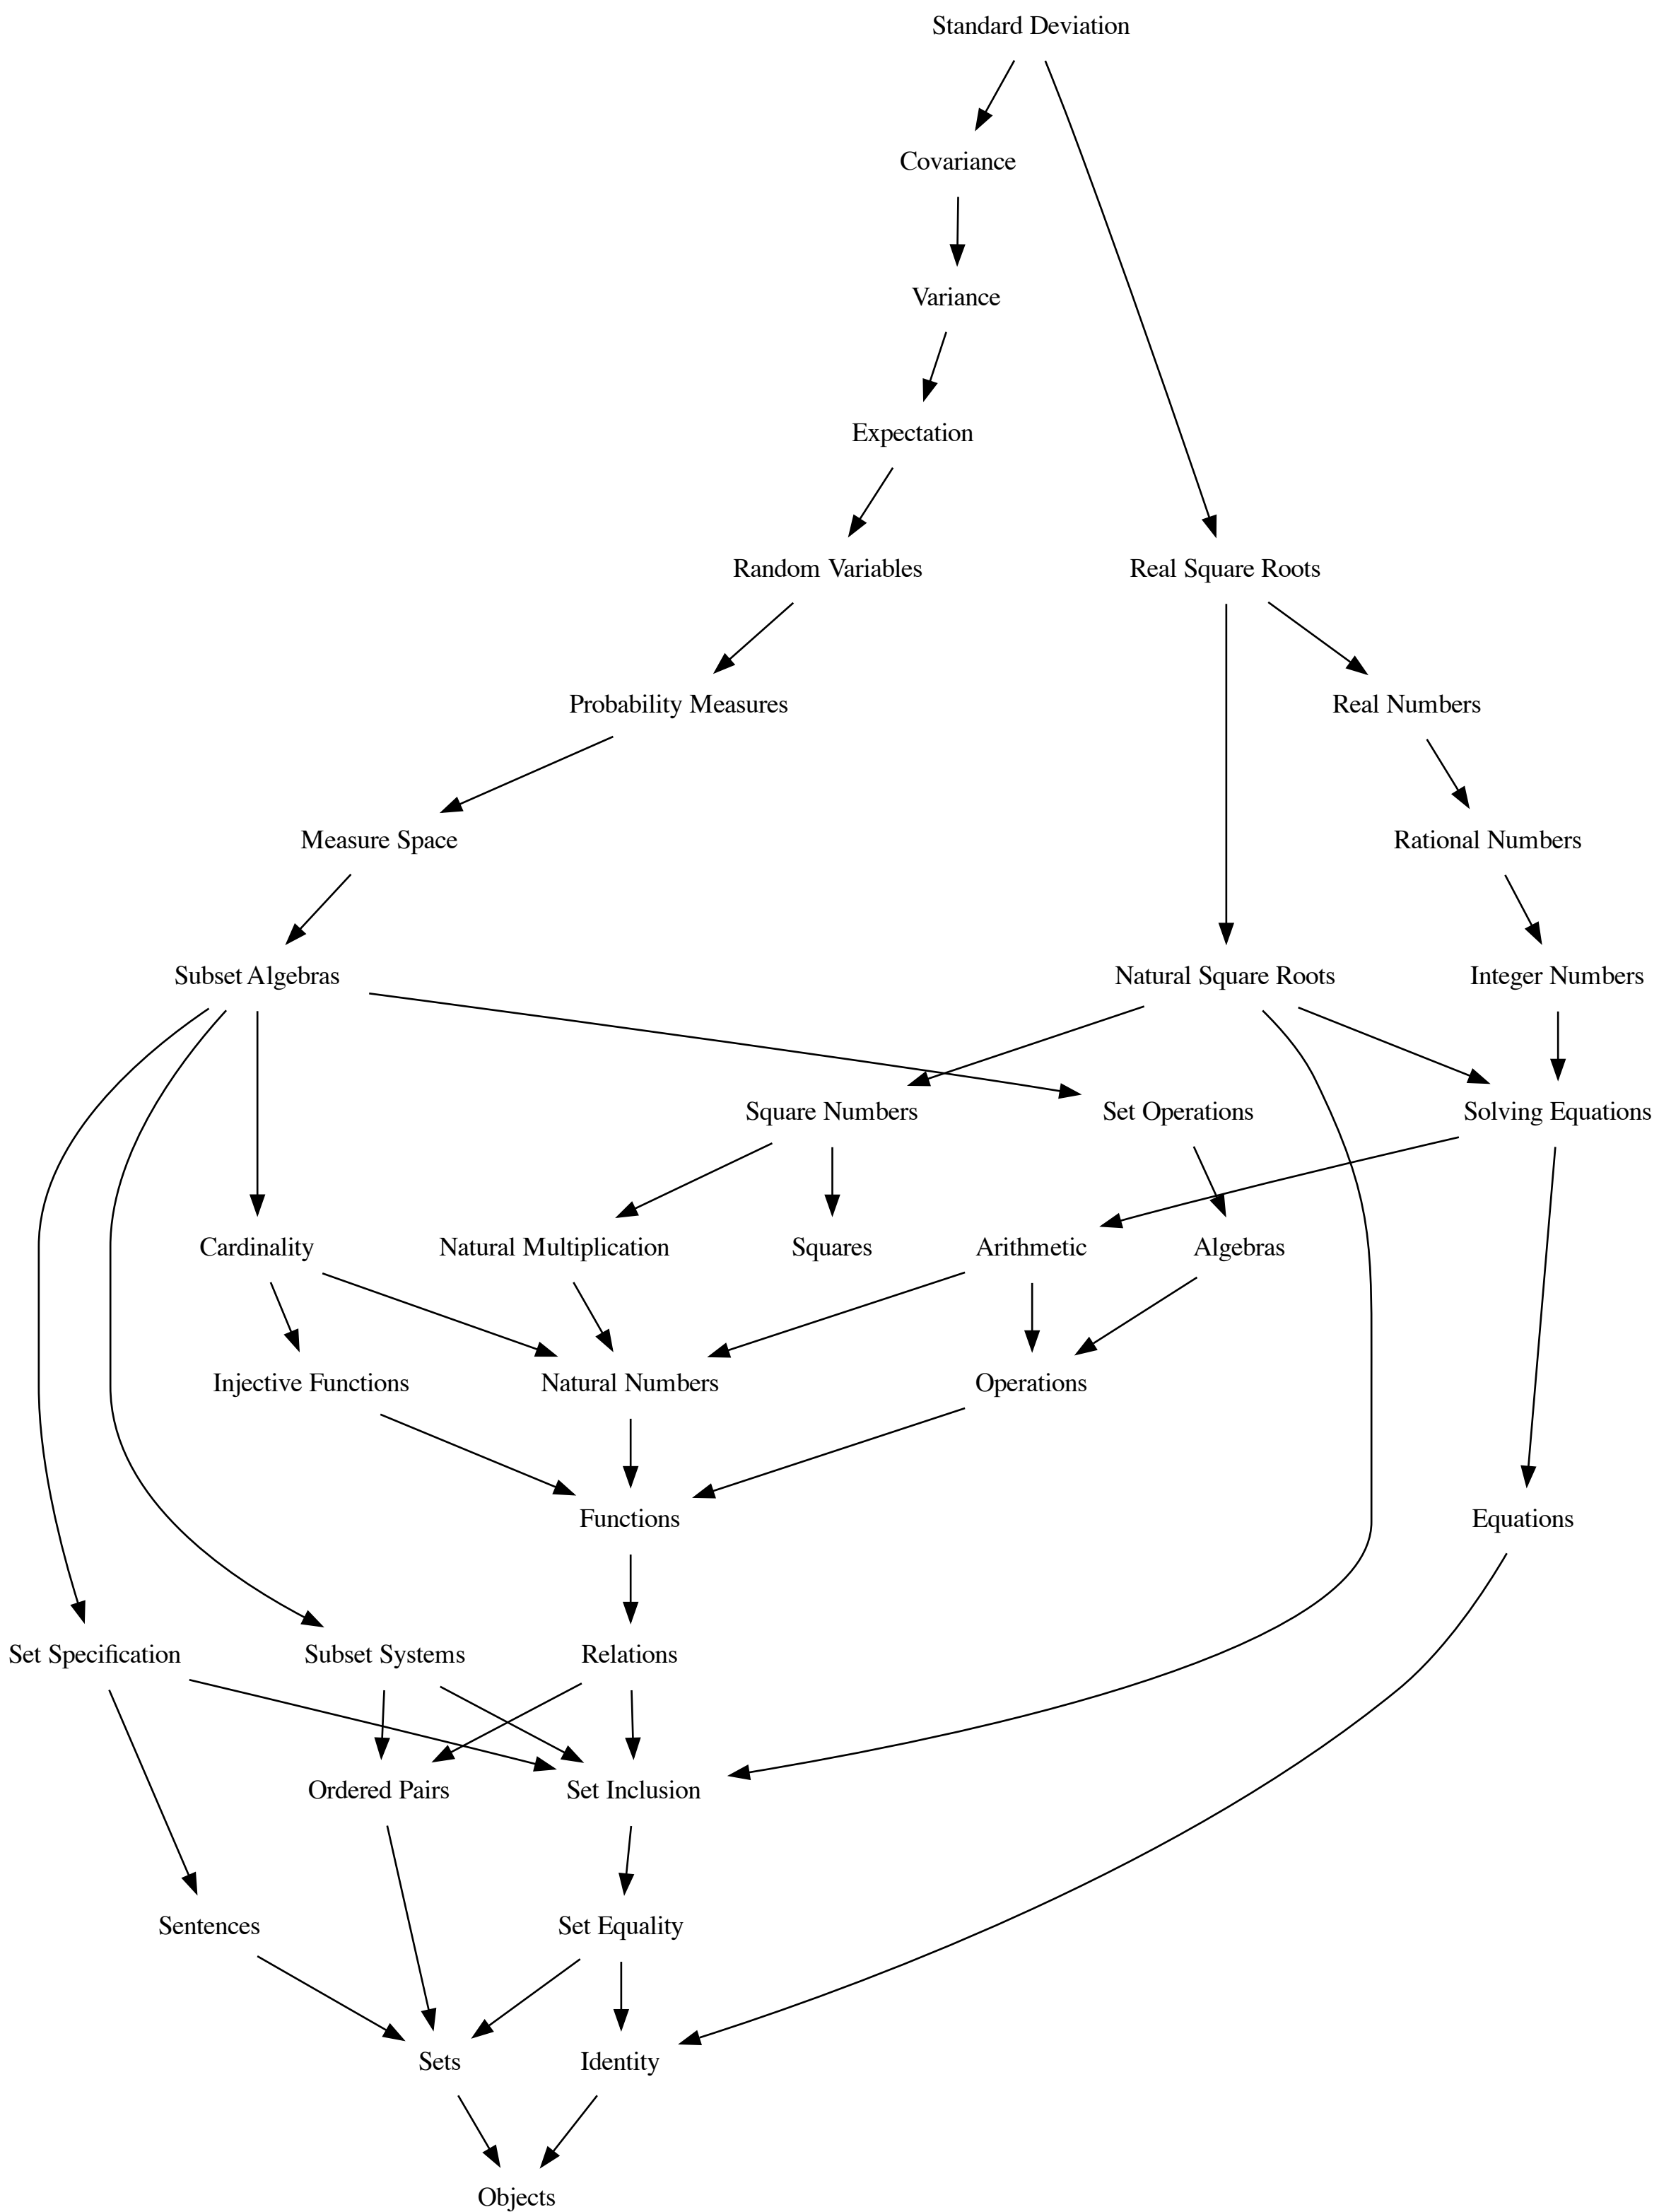 Standard Deviation
Covariance
Variance
Expectation
Random Variables
Real Square Roots
Probability Measures
Real Numbers
Measure Space
Rational Numbers
Subset Algebras
Natural Square Roots
Integer Numbers
Square Numbers
Set Operations
Solving Equations
Cardinality
Natural Multiplication
Squares
Arithmetic
Algebras
Injective Functions
Natural Numbers
Operations
Functions
Equations
Set Specification
Subset Systems
Relations
Ordered Pairs
Set Inclusion
Sentences
Set Equality
Sets
Identity
Objects